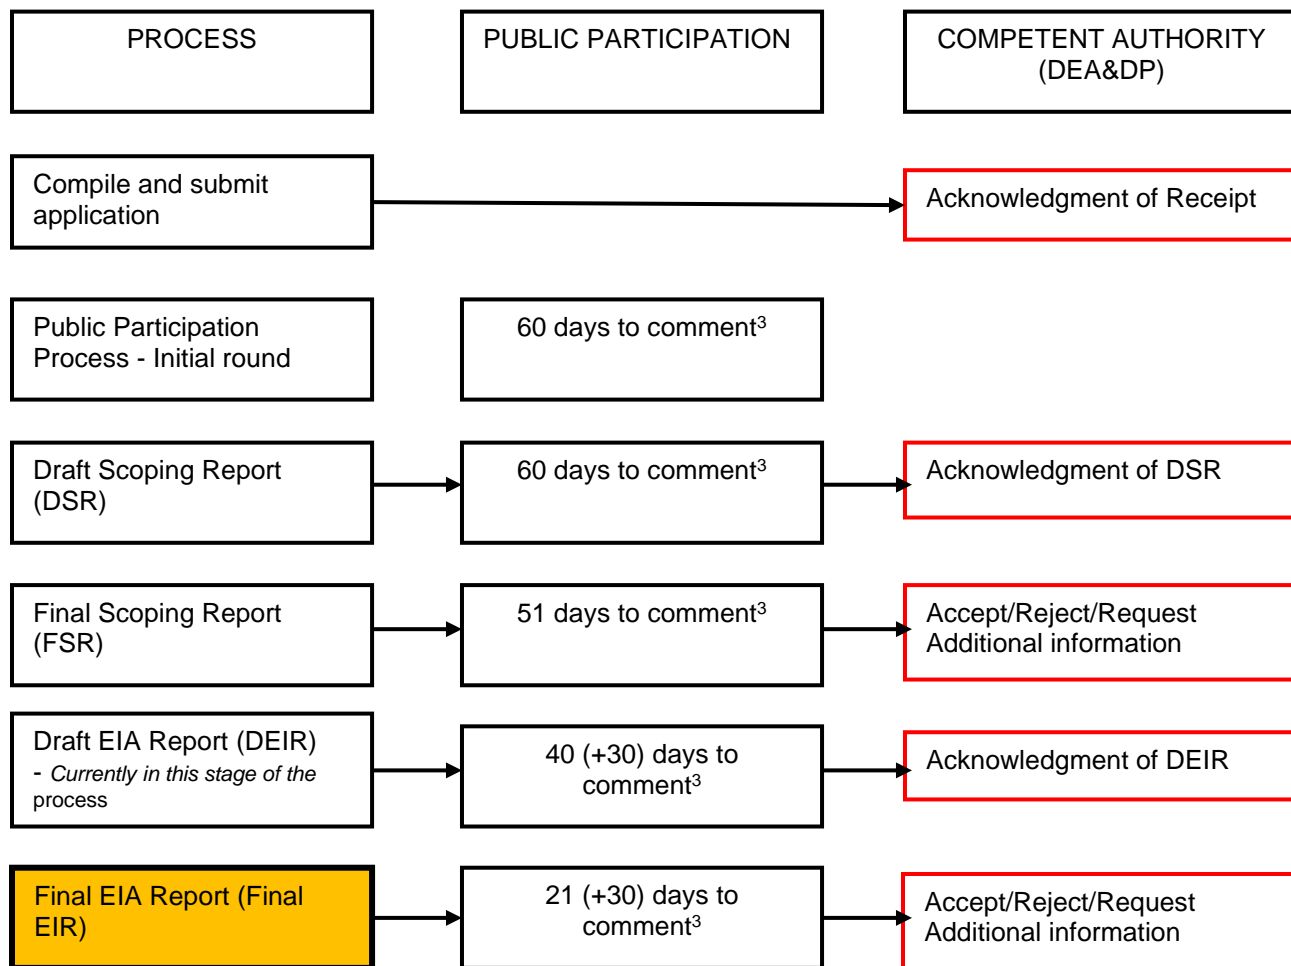 PROCESS
PUBLIC PARTICIPATION
COMPETENT AUTHORITY
(DEA&DP)
Compile and submit
application
Acknowledgment of Receipt
Public Participation
Process - Initial round
60 days to comment³
Draft Scoping Report
(DSR)
60 days to comment³
Acknowledgment of DSR
Final Scoping Report
(FSR)
51 days to comment³
Accept/Reject/Request
Additional information
Draft EIA Report (DEIR)
- Currently in this stage of the
process
40 (+30) days to
comment³
Acknowledgment of DEIR
Final EIA Report (Final
EIR)
21 (+30) days to
comment³
Accept/Reject/Request
Additional information